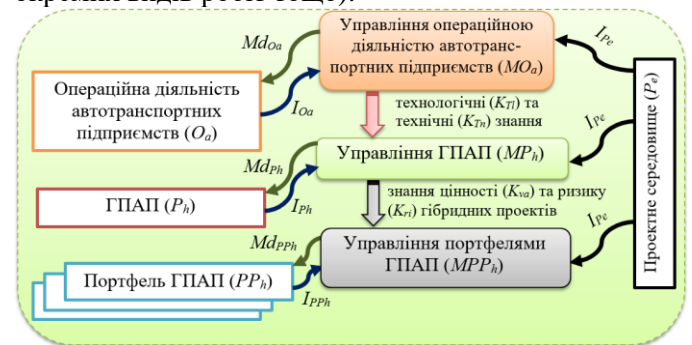 Управління операційною
діяльністю автотранс-
портних підприємств (MOa)
MdOa
IPe
Операційна діяльність
автотранспортних
підприємств (Oa)
IOa
технологічні (KTl) та
технічні (KTn) знання
IPe
MdPh
Управління ГПАП (MPh)
ГПАП (Ph)
IPh
знання цінності (Kva) та ризику
(Kri) гібридних проектів
IPe
MdPPh
Управління портфелями
ГПАП (MPPh)
Портфель ГПАП (PPh)
IPPh
Проектне середовище (Pe)